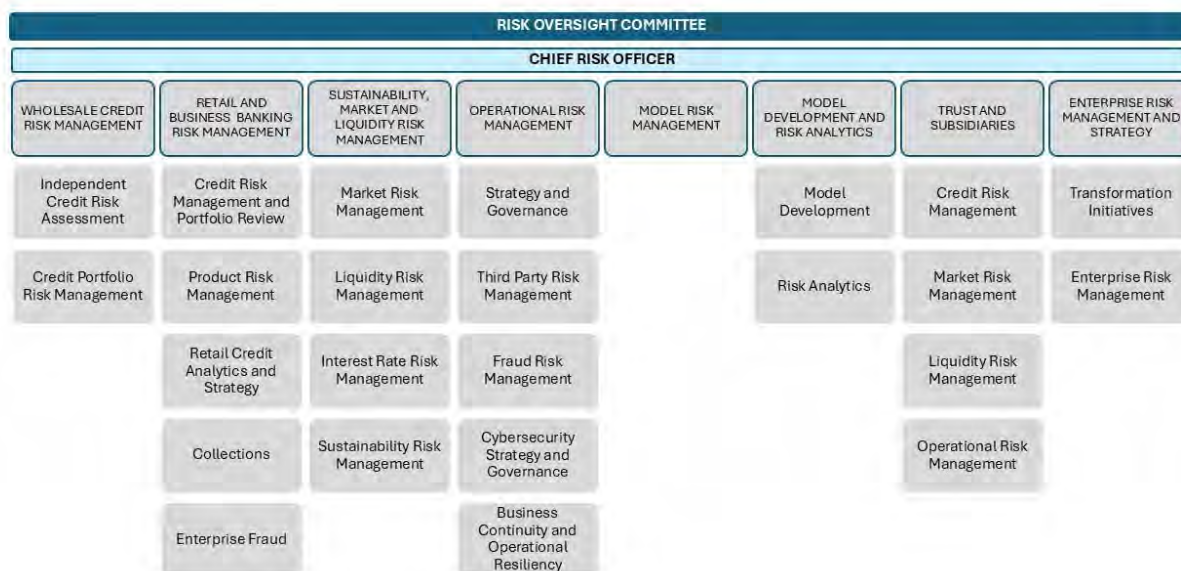 RISK OVERSIGHT COMMITTEE
CHIEF RISK OFFICER
WHOLESALE CREDIT
RISK MANAGEMENT
RETAIL AND
BUSINESS BANKING
RISK MANAGEMENT
SUSTAINABILITY,
MARKET AND
LIQUIDITY RISK
MANAGEMENT
OPERATIONAL RISK
MANAGEMENT
MODEL RISK
MANAGEMENT
MODEL
DEVELOPMENT AND
RISK ANALYTICS
TRUST AND
SUBSIDIARIES
ENTERPRISE RISK
MANAGEMENT AND
STRATEGY
Independent
Credit Risk
Assessment
Credit Risk
Management and
Portfolio Review
Market Risk
Management
Strategy and
Governance
Model
Development
Credit Risk
Management
Transformation
Initiatives
Credit Portfolio
Risk Management
Product Risk
Management
Liquidity Risk
Management
Third Party Risk
Management
Risk Analytics
Market Risk
Management
Enterprise Risk
Management
Retail Credit
Analytics and
Strategy
Interest Rate Risk
Management
Fraud Risk
Management
Liquidity Risk
Management
Collections
Sustainability Risk
Management
Cybersecurity
Strategy and
Governance
Operational Risk
Management
Enterprise Fraud
Business
Continuity and
Operational
Resiliency